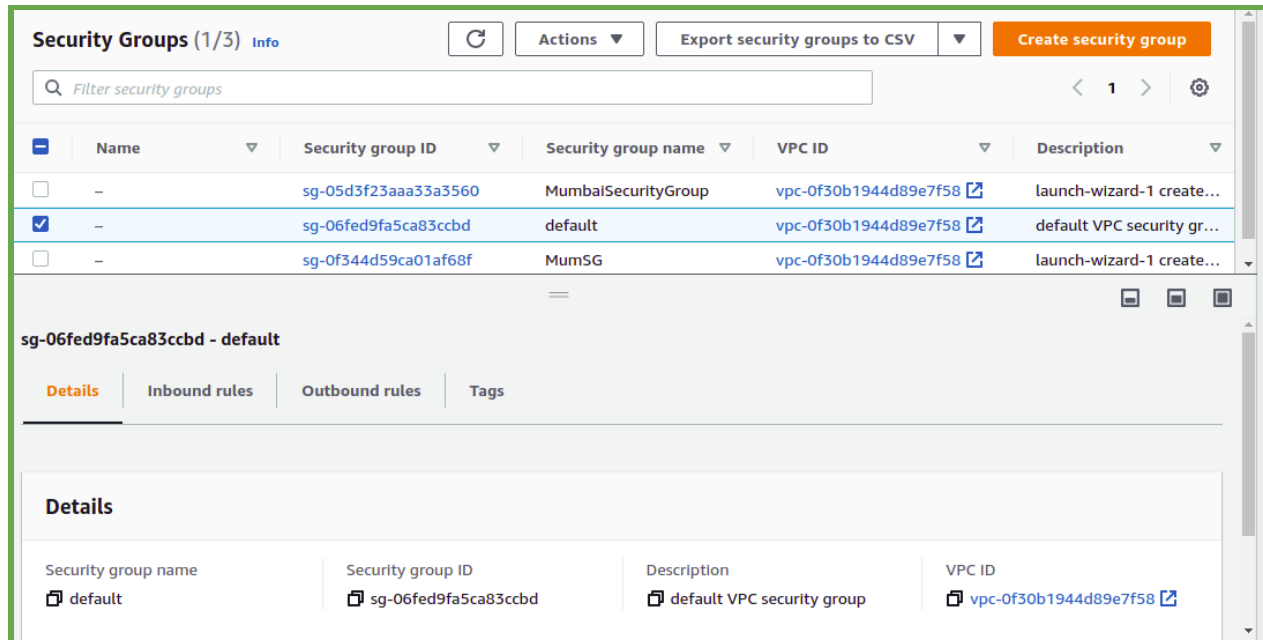 Security Groups (1/3) Info Actions Export security groups to CSV Create security group
Filter security groups 1
Name Security group ID Security group name VPC ID Description
– sg-05d3f23aaa33a3560 MumbaiSecurityGroup vpc-0f30b1944d89e7f58 launch-wizard-1 create...
– sg-06fed9fa5ca83ccbd default vpc-0f30b1944d89e7f58 default VPC security gr...
– sg-0f344d59ca01af68f MumSG vpc-0f30b1944d89e7f58 launch-wizard-1 create...
sg-06fed9fa5ca83ccbd - default
Details Inbound rules Outbound rules Tags
Details
Security group name Security group ID Description VPC ID
default sg-06fed9fa5ca83ccbd default VPC security group vpc-0f30b1944d89e7f58